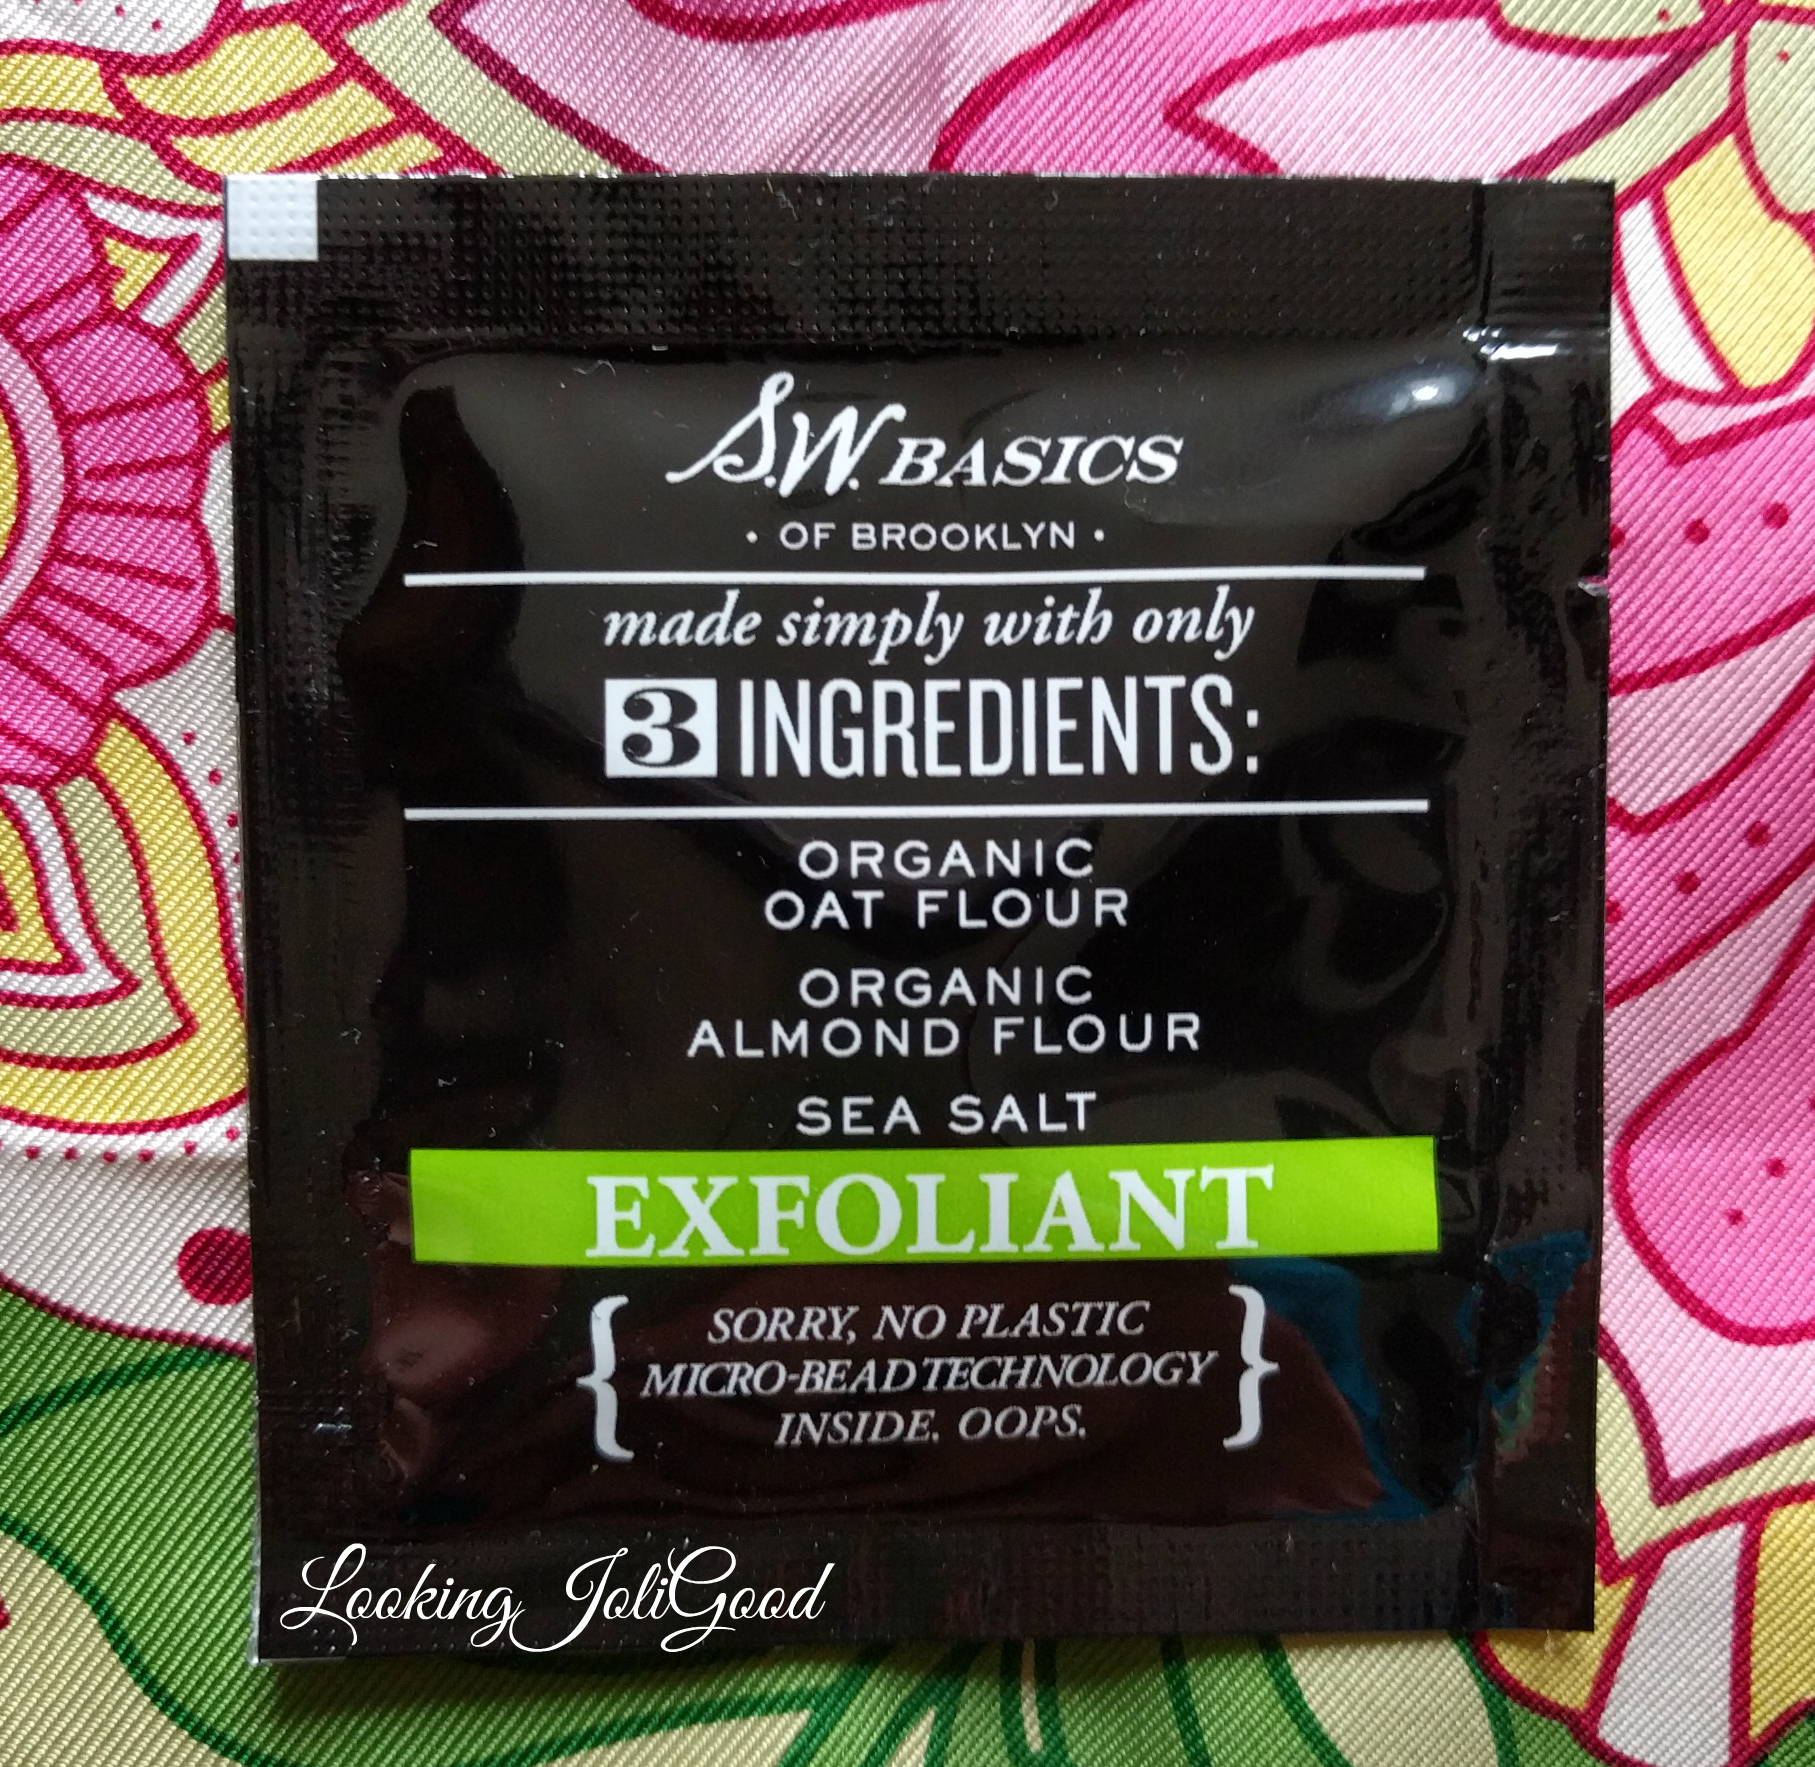 S.W. BASICS
• OF BROOKLYN •
made simply with only
3 INGREDIENTS:
ORGANIC
OAT FLOUR
ORGANIC
ALMOND FLOUR
SEA SALT
EXFOLIANT
{ SORRY, NO PLASTIC
MICRO-BEAD TECHNOLOGY
INSIDE. OOPS. }
Looking JoliGood